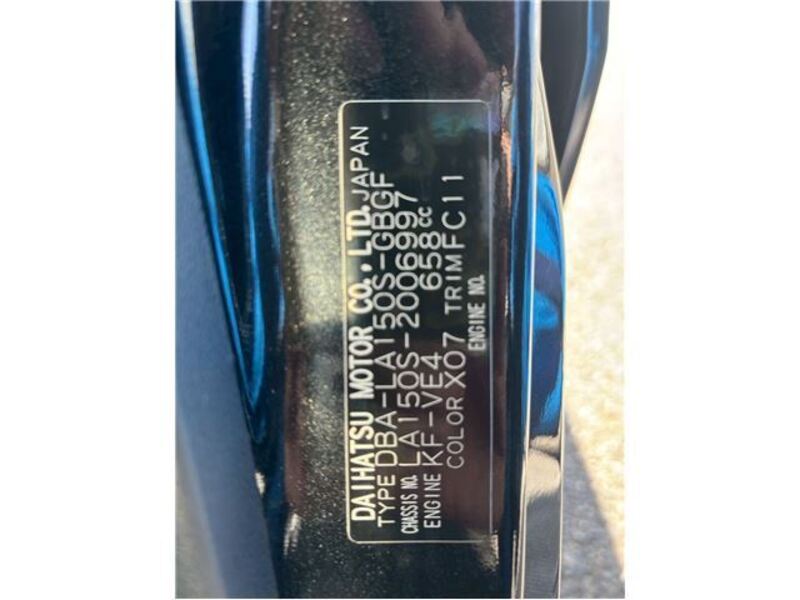 DAIHATSU MOTOR CO., LTD. JAPAN
TYPE DBA-LA150S-GBGF
CHASSIS NO. LA150S-2006997
ENGINE KF-VE4 658cc
COLOR X07 TRIM FC11
ENGINE NO.